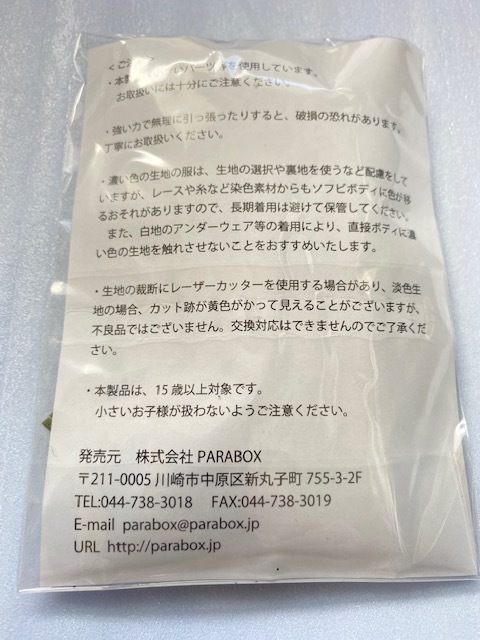 ＜ご注
・本製 いパーツ等を使用しています。
お取扱いには十分にご注意ください。
・強い力で無理に引っ張ったりすると、破損の恐れがあります。
丁寧にお取扱いください。
・濃い色の生地の服は、生地の選択や裏地を使うなど配慮をして
いますが、レースや糸など染色素材からもソフビボディに色が移
るおそれがありますので、長期着用は避けて保管してください。
また、白地のアンダーウェア等の着用により、直接ボディに濃
い色の生地を触れさせないことをおすすめいたします。
・生地の裁断にレーザーカッターを使用する場合があり、淡色生
地の場合、カット跡が黄色がかって見えることがございますが、
不良品ではございません。交換対応はできませんのでご了承くだ
さい。
・本製品は、15 歳以上対象です。
小さいお子様が扱わないようご注意ください。
発売元　株式会社 PARABOX
〒211-0005 川崎市中原区新丸子町 755-3-2F
TEL:044-738-3018　FAX:044-738-3019
E-mail parabox@parabox.jp
URL http://parabox.jp